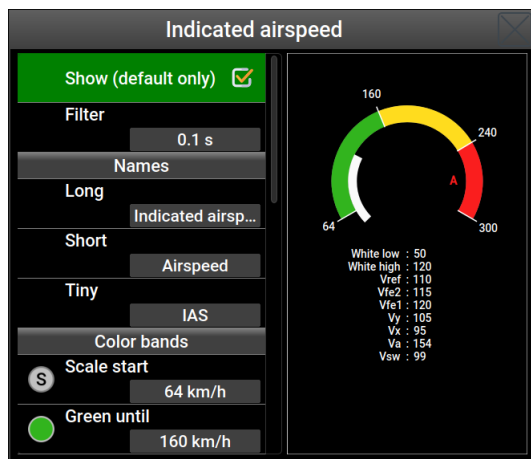 Indicated airspeed
Show (default only)
Filter
0.1 s
Names
Long
Indicated airsp...
Short
Airspeed
Tiny
IAS
Color bands
S
Scale start
64 km/h
Green until
160 km/h
160
240
A
64
300
White low : 50
White high : 120
Vref : 110
Vfe2 : 115
Vfe1 : 120
Vy : 105
Vx : 95
Va : 154
Vsw : 99